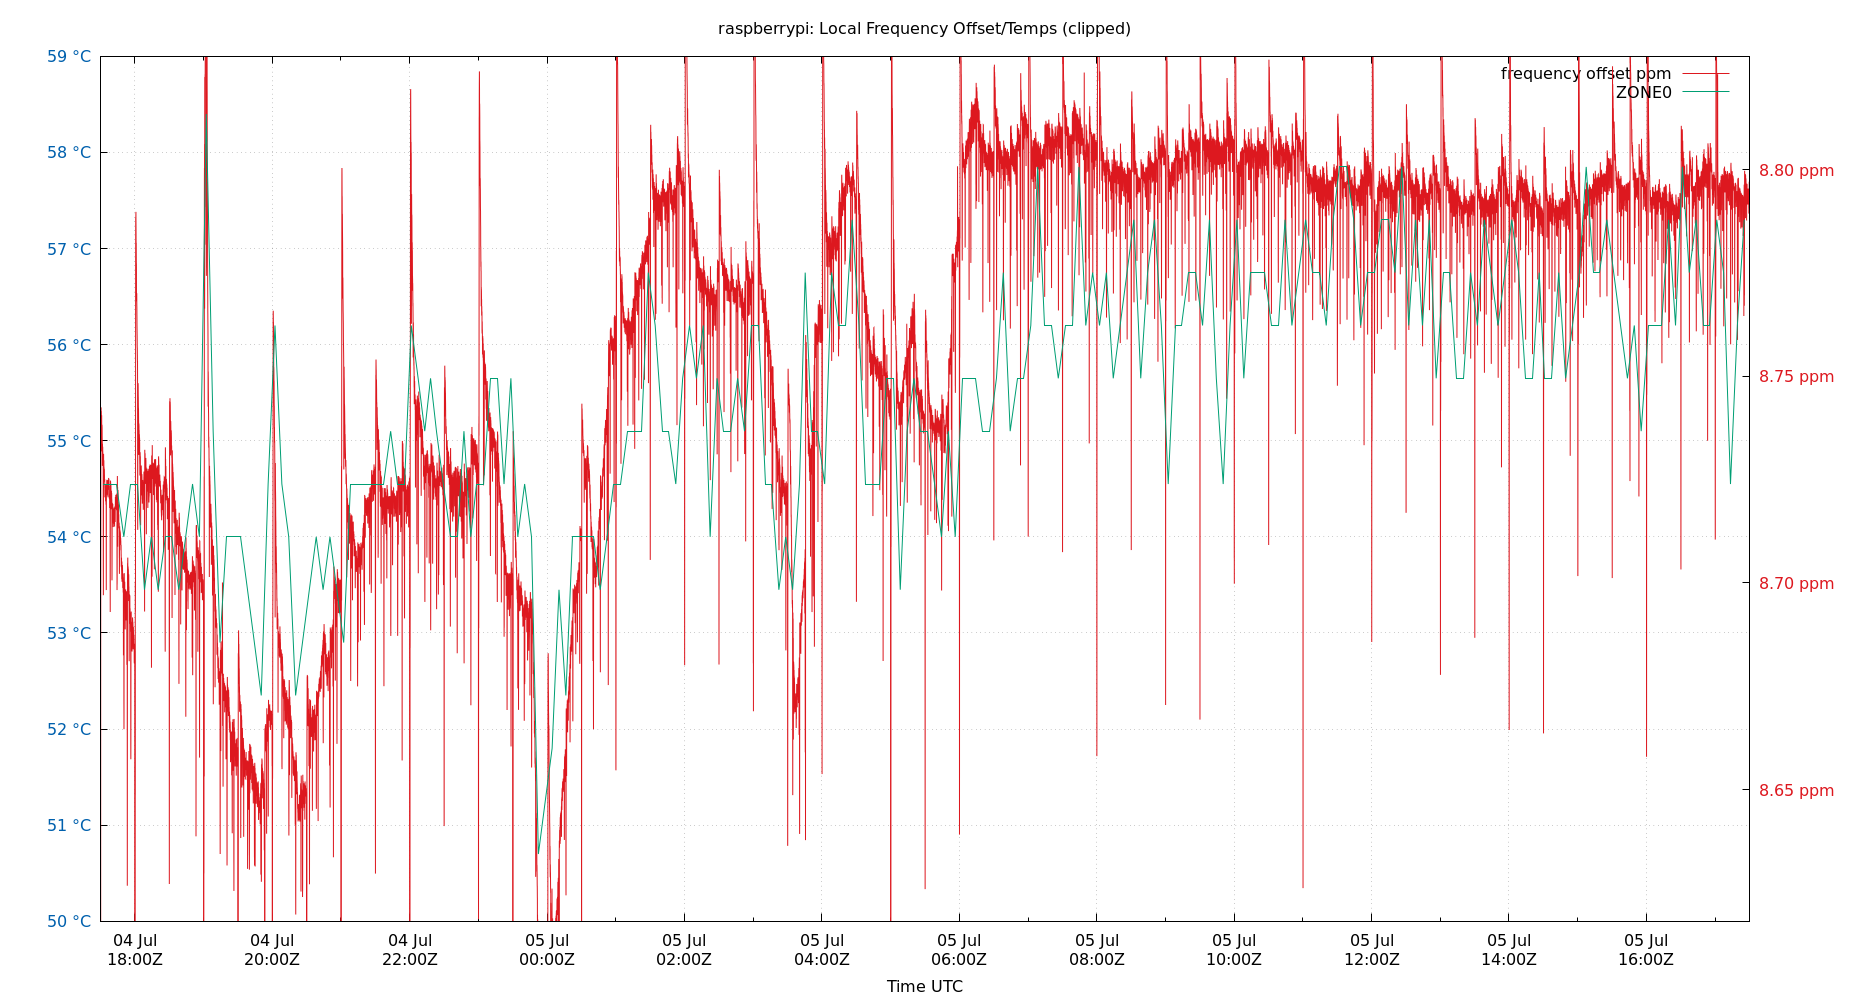 raspberrypi: Local Frequency Offset/Temps (clipped)
frequency offset ppm
ZONE0
59 °C
58 °C
57 °C
56 °C
55 °C
54 °C
53 °C
52 °C
51 °C
50 °C
8.80 ppm
8.75 ppm
8.70 ppm
8.65 ppm
04 Jul 04 Jul 04 Jul 05 Jul 05 Jul 05 Jul 05 Jul 05 Jul 05 Jul 05 Jul 05 Jul 05 Jul
18:00Z 20:00Z 22:00Z 00:00Z 02:00Z 04:00Z 06:00Z 08:00Z 10:00Z 12:00Z 14:00Z 16:00Z
Time UTC